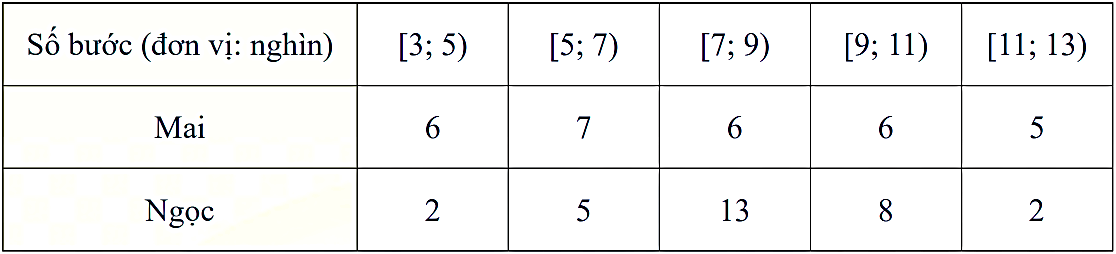 Số bước (đơn vị: nghìn) [3; 5) [5; 7) [7; 9) [9; 11) [11; 13)
Mai 6 7 6 6 5
Ngọc 2 5 13 8 2